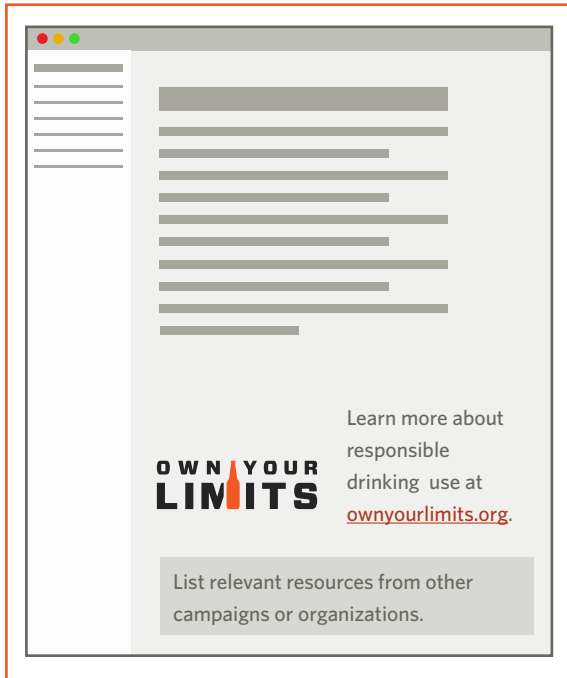 OWN YOUR
LIMITS
Learn more about
responsible
drinking  use at
ownyourlimits.org.
List relevant resources from other
campaigns or organizations.